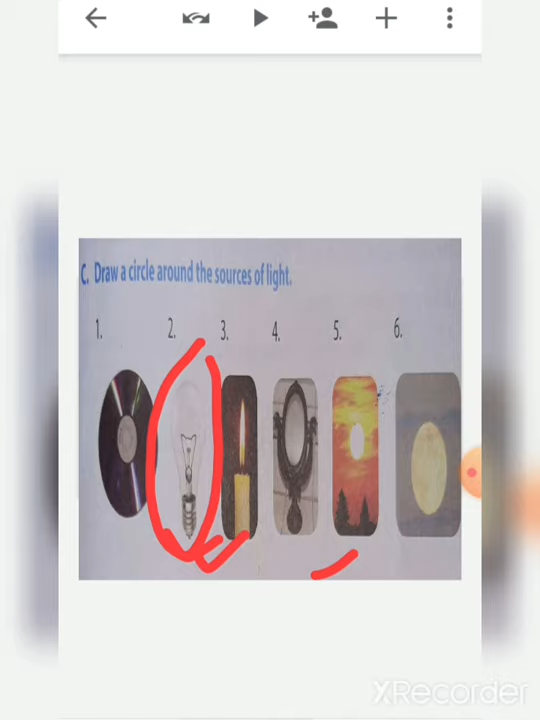 C. Draw a circle around the sources of light.
1. 2. 3. 4. 5. 6.
XRecorder